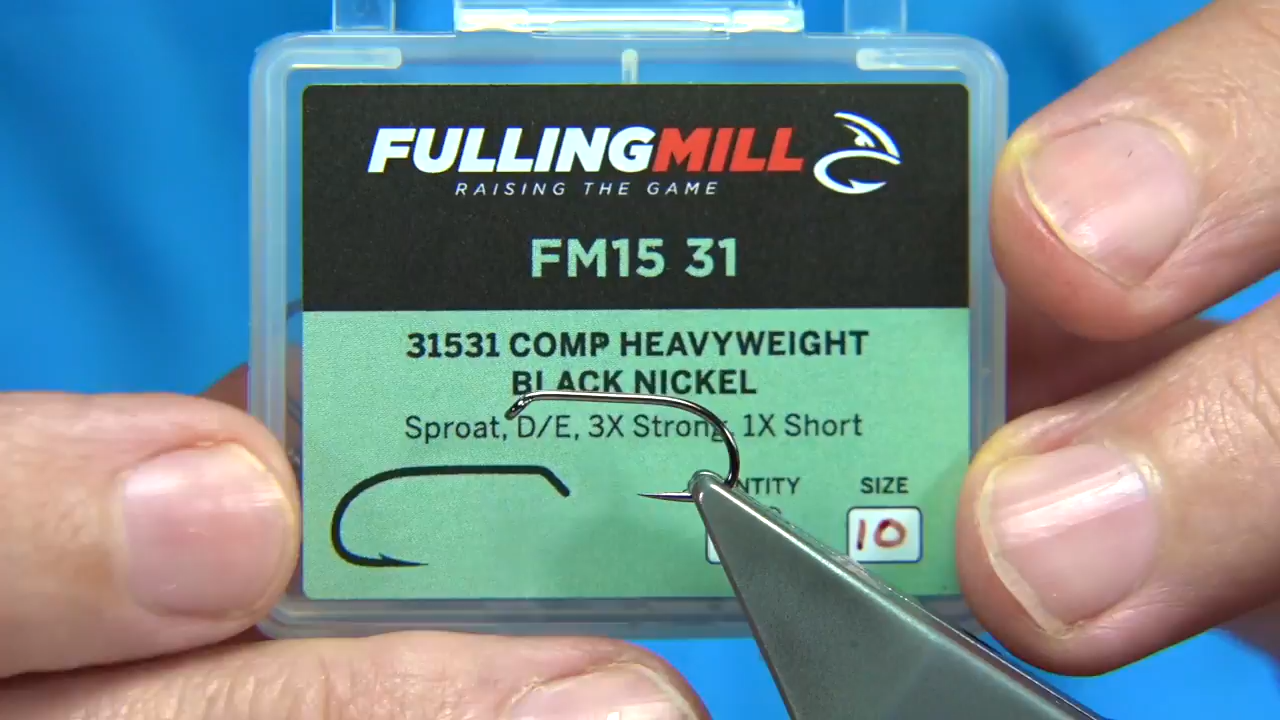 FULLINGMILL
RAISING THE GAME
FM15 31
31531 COMP HEAVYWEIGHT
BLACK NICKEL
Sproat, D/E, 3X Strong, 1X Short
SIZE
10